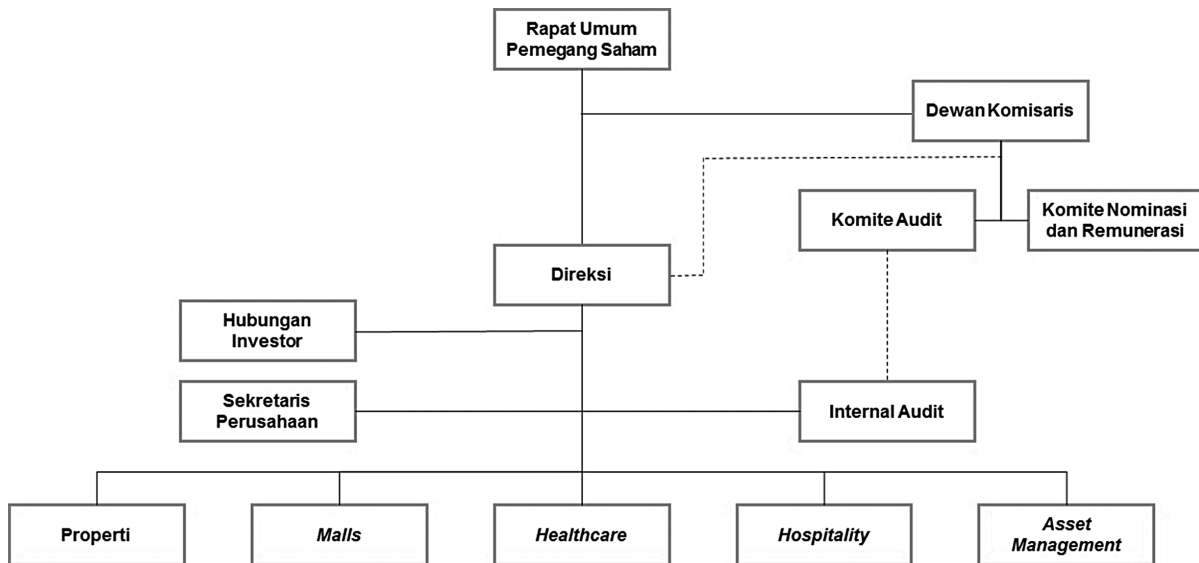 Rapat Umum
Pemegang Saham
Dewan Komisaris
Komite Audit
Komite Nominasi
dan Remunerasi
Direksi
Hubungan
Investor
Sekretaris
Perusahaan
Internal Audit
Properti
Malls
Healthcare
Hospitality
Asset
Management